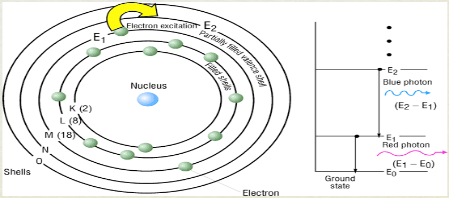 Electron excitation
E2
E1
Partially filled valance shell
Filled shells
Nucleus
K (2)
L (8)
M (18)
N
O
Shells
Electron
E2
Blue photon
(E2 – E1)
E1
Red photon
(E1 – E0)
E0
Ground
state